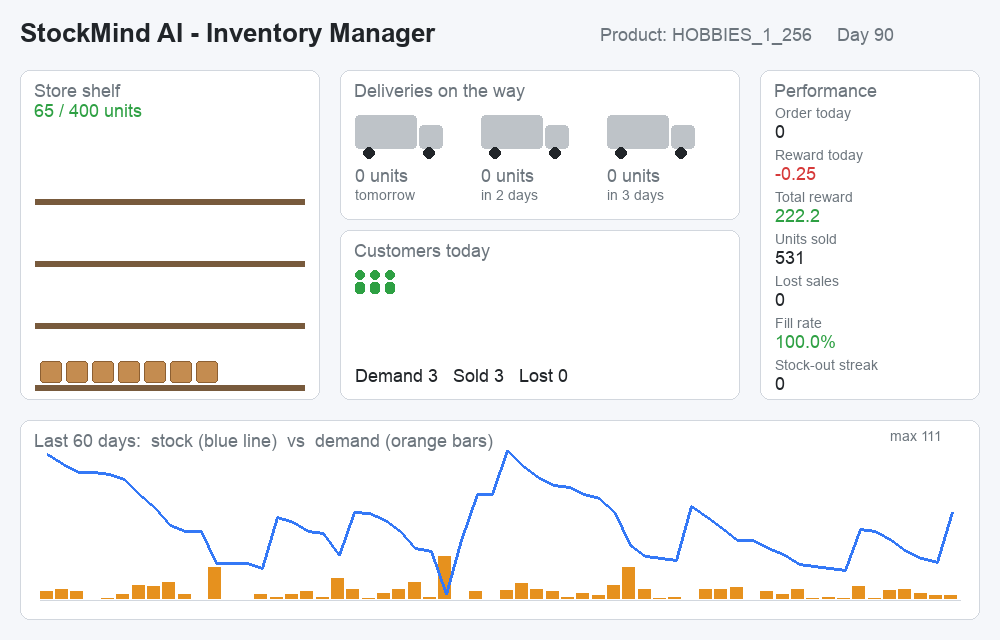 StockMind AI - Inventory Manager
Product: HOBBIES_1_256 Day 90
Store shelf
65 / 400 units
Deliveries on the way
0 units
tomorrow
0 units
in 2 days
0 units
in 3 days
Customers today
Demand 3 Sold 3 Lost 0
Performance
Order today
0
Reward today
-0.25
Total reward
222.2
Units sold
531
Lost sales
0
Fill rate
100.0%
Stock-out streak
0
Last 60 days: stock (blue line) vs demand (orange bars)
max 111